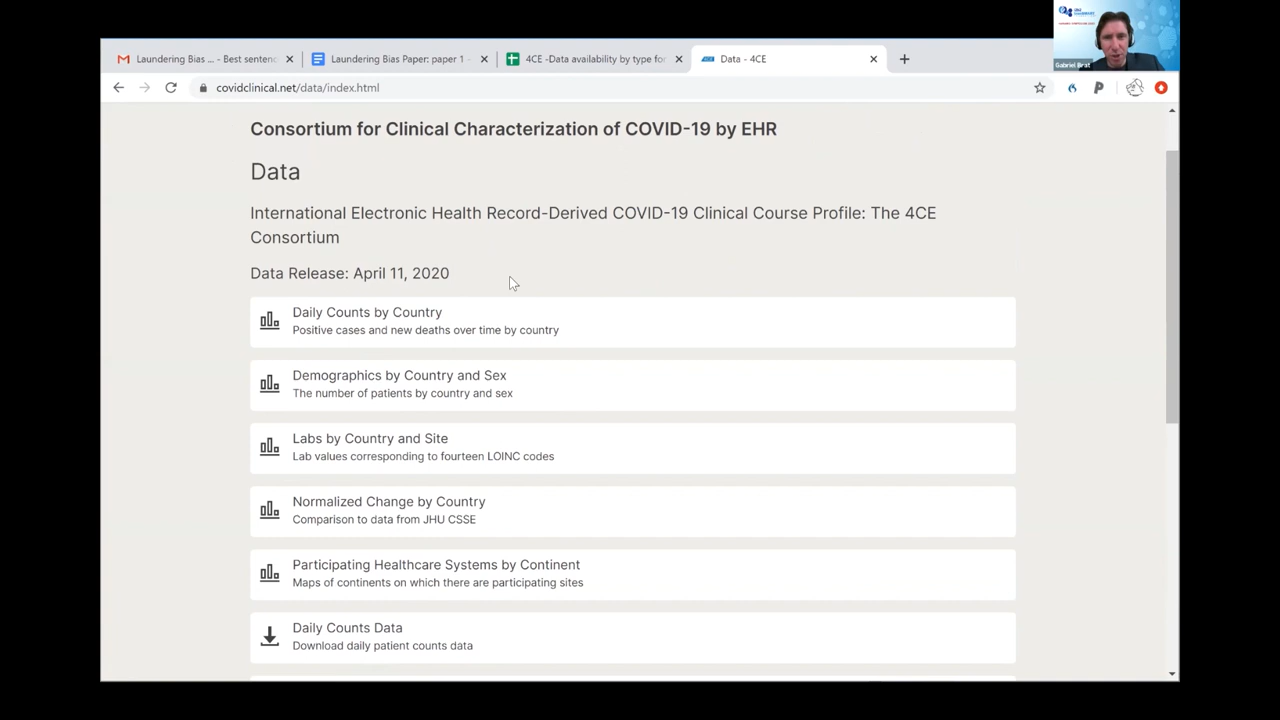 Laundering Bias ... - Best sentenc
Laundering Bias Paper: paper 1 -
4CE -Data availability by type for
Data - 4CE
covidclinical.net/data/index.html
Gabriel Brat
Consortium for Clinical Characterization of COVID-19 by EHR
Data
International Electronic Health Record-Derived COVID-19 Clinical Course Profile: The 4CE
Consortium
Data Release: April 11, 2020
Daily Counts by Country
Positive cases and new deaths over time by country
Demographics by Country and Sex
The number of patients by country and sex
Labs by Country and Site
Lab values corresponding to fourteen LOINC codes
Normalized Change by Country
Comparison to data from JHU CSSE
Participating Healthcare Systems by Continent
Maps of continents on which there are participating sites
Daily Counts Data
Download daily patient counts data